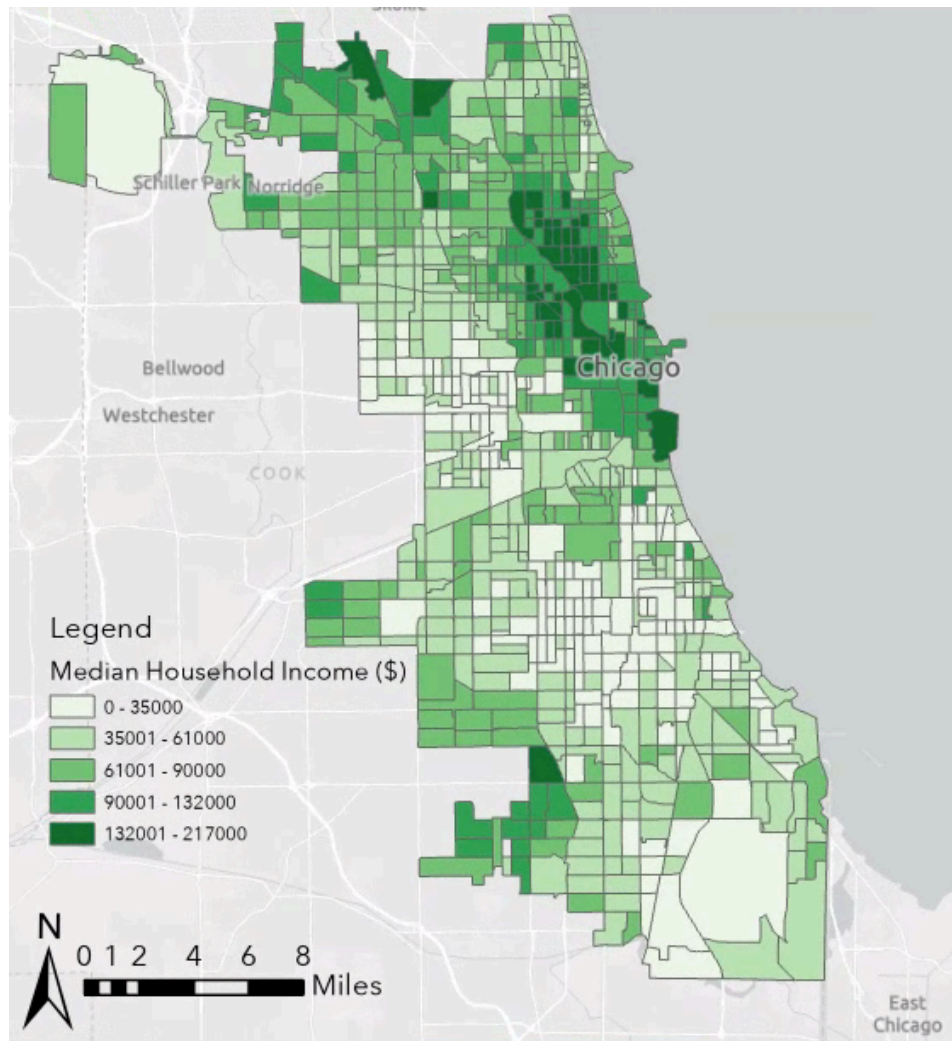 Skokie
Schiller Park
Norridge
Bellwood
Chicago
Westchester
COOK
Legend
Median Household Income ($)
0 - 35000
35001 - 61000
61001 - 90000
90001 - 132000
132001 - 217000
N
0 1 2 4 6 8
Miles
East
Chicago